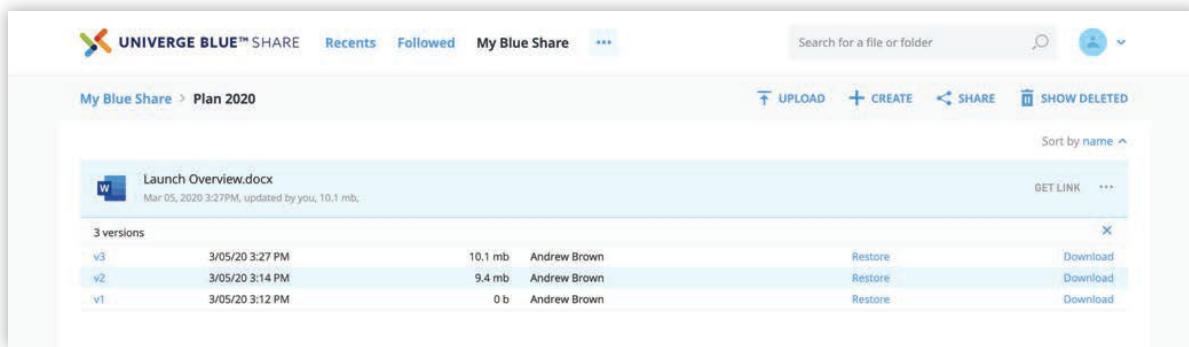 UNIVERGE BLUE™ SHARE Recents Followed My Blue Share ••• Search for a file or folder
My Blue Share > Plan 2020 UPLOAD CREATE SHARE SHOW DELETED
Sort by name
W Launch Overview.docx
Mar 05, 2020 3:27PM, updated by you, 10.1 mb,
GET LINK •••
3 versions
v3 3/05/20 3:27 PM 10.1 mb Andrew Brown Restore Download
v2 3/05/20 3:14 PM 9.4 mb Andrew Brown Restore Download
v1 3/05/20 3:12 PM 0 b Andrew Brown Restore Download